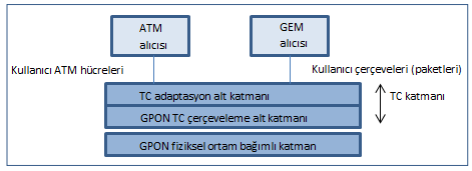 ATM
alıcısı
GEM
alıcısı
Kullanıcı ATM hücreleri
Kullanıcı çerçeveleri (paketleri)
TC adaptasyon alt katmanı
TC katmanı
GPON TC çerçeveleme alt katmanı
GPON fiziksel ortam bağımlı katman